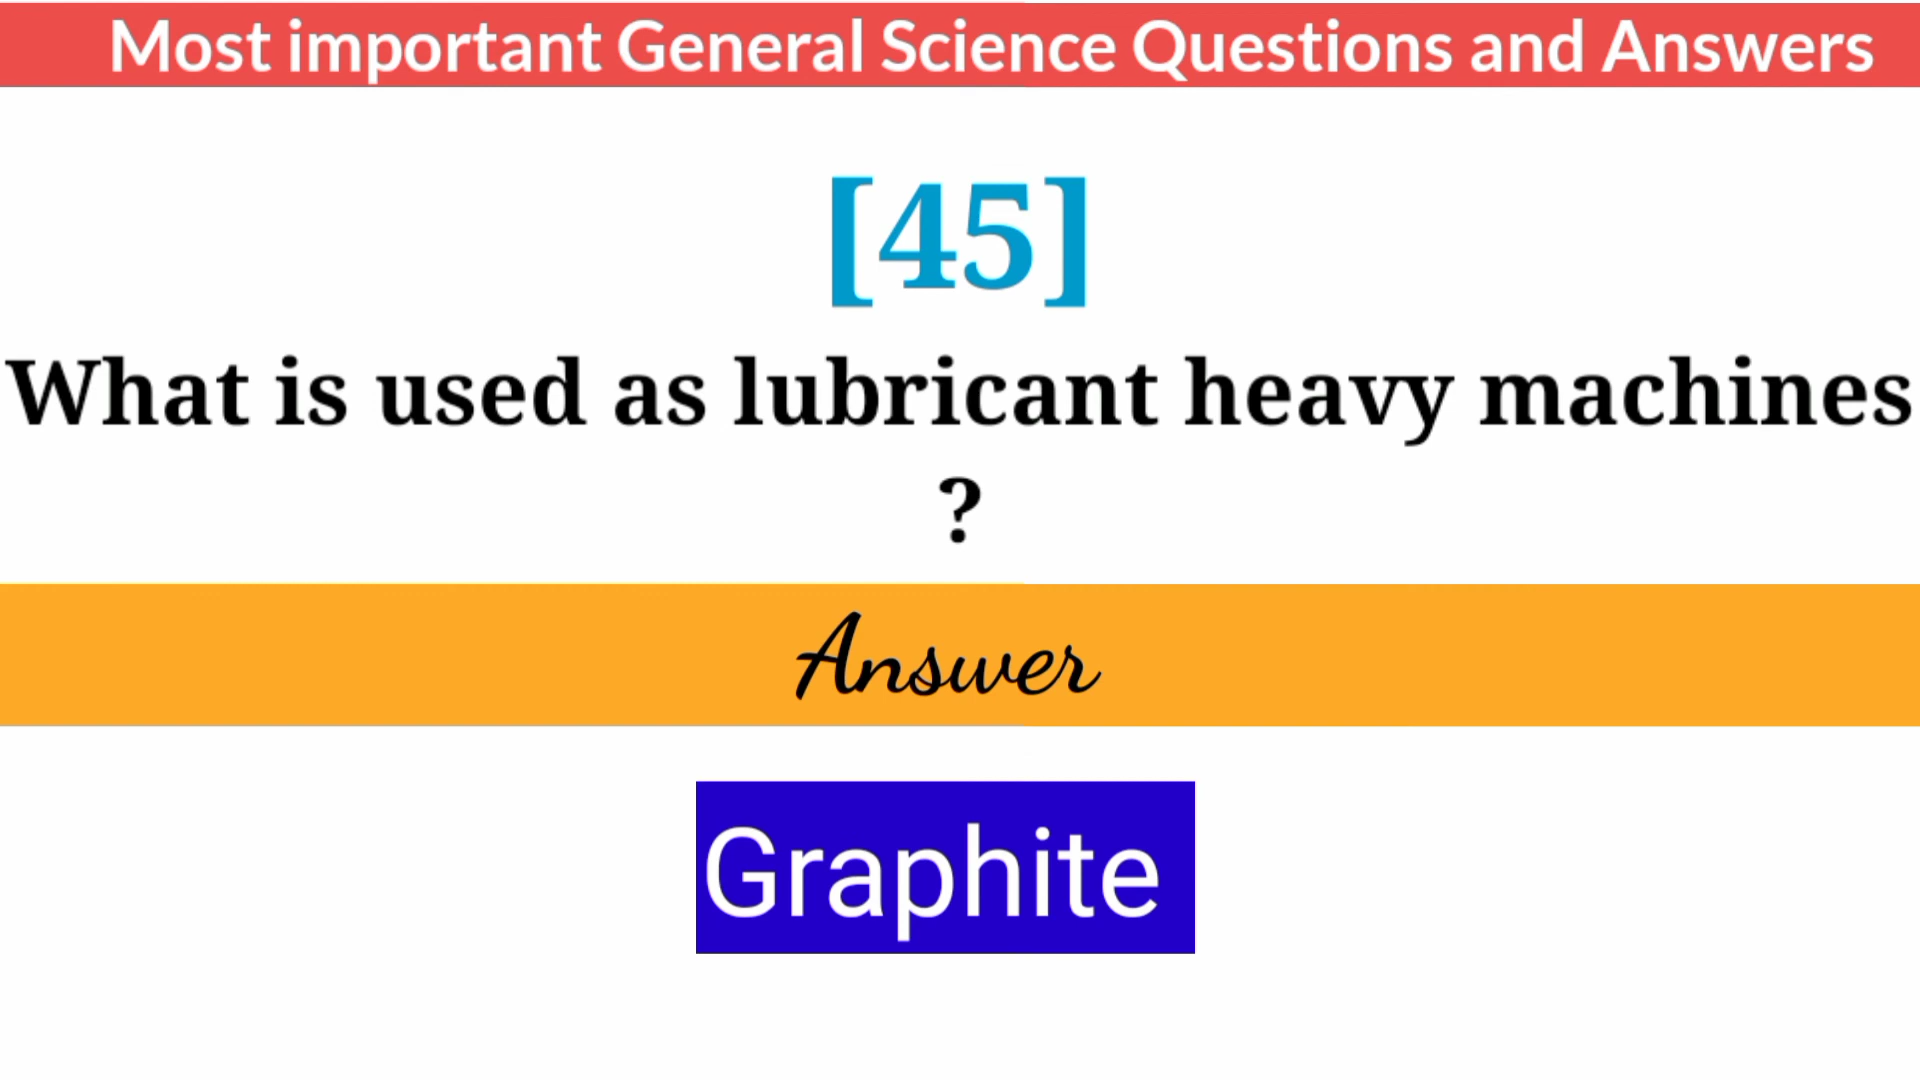 Most important General Science Questions and Answers
[45]
What is used as lubricant heavy machines
?
Answer
Graphite